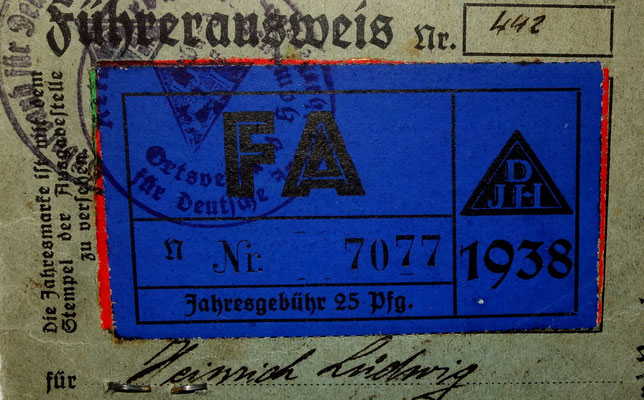 Führerausweis Nr. 442
Die Jahresmarke ist mit dem
Stempel der Ausgabestelle
zu versehen
FA
Ortsve
für Deutsche
DJH
N Nr. 7077
1938
Jahresgebühr 25 Pfg.
für Heinrich Ludwig